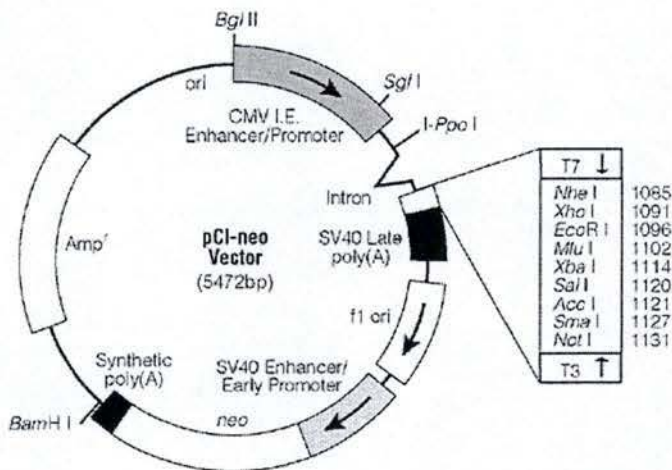 Bgl II
ori
Sgf I
CMV I.E.
Enhancer/Promoter
I-Ppo I
Intron
T7 ↓
Nhe I 1085
Xho I 1091
EcoR I 1096
Mlu I 1102
Xba I 1114
Sal I 1120
Acc I 1121
Sma I 1127
Not I 1131
T3 ↑
Ampr
pCI-neo
Vector
(5472bp)
SV40 Late
poly(A)
f1 ori
Synthetic
poly(A)
SV40 Enhancer/
Early Promoter
neo
BamH I